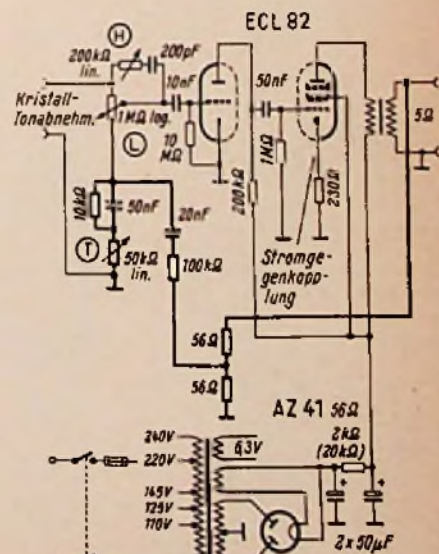 ECL 82
H
200kΩ
lin.
200pF
10nF
50nF
Kristall-
Tonabnehm.
1MΩ log.
L
10
MΩ
1MΩ
200kΩ
230Ω
5Ω
10kΩ
50nF
20nF
T
50kΩ
lin.
100kΩ
Stromge-
genkopp-
lung
56Ω
56Ω
AZ 41
56Ω
2kΩ
(20kΩ)
240V
220V
145V
125V
110V
6,3V
+
+
2x50µF